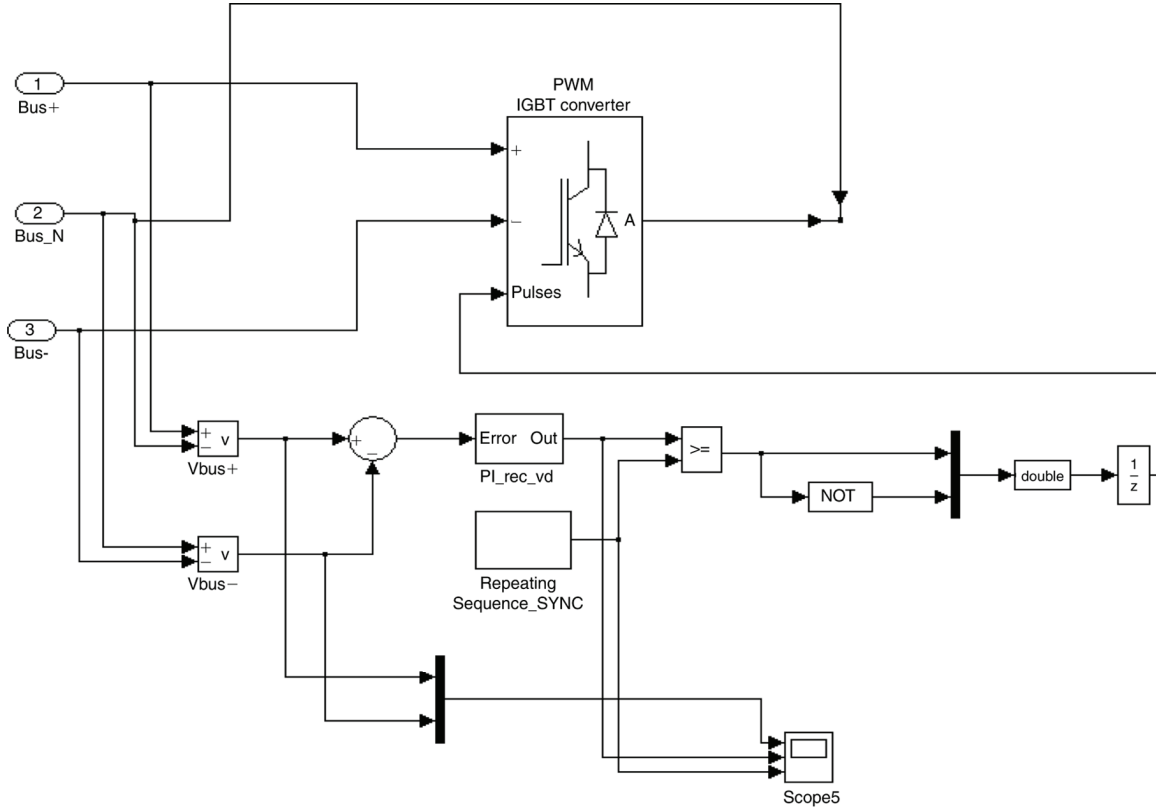 1
Bus+
PWM
IGBT converter
+
2
Bus_N
−
A
Pulses
3
Bus-
+
−
v
Vbus+
+
−
Error Out
PI_rec_vd
>=
NOT
double
1
z
+
−
v
Vbus−
Repeating
Sequence_SYNC
Scope5